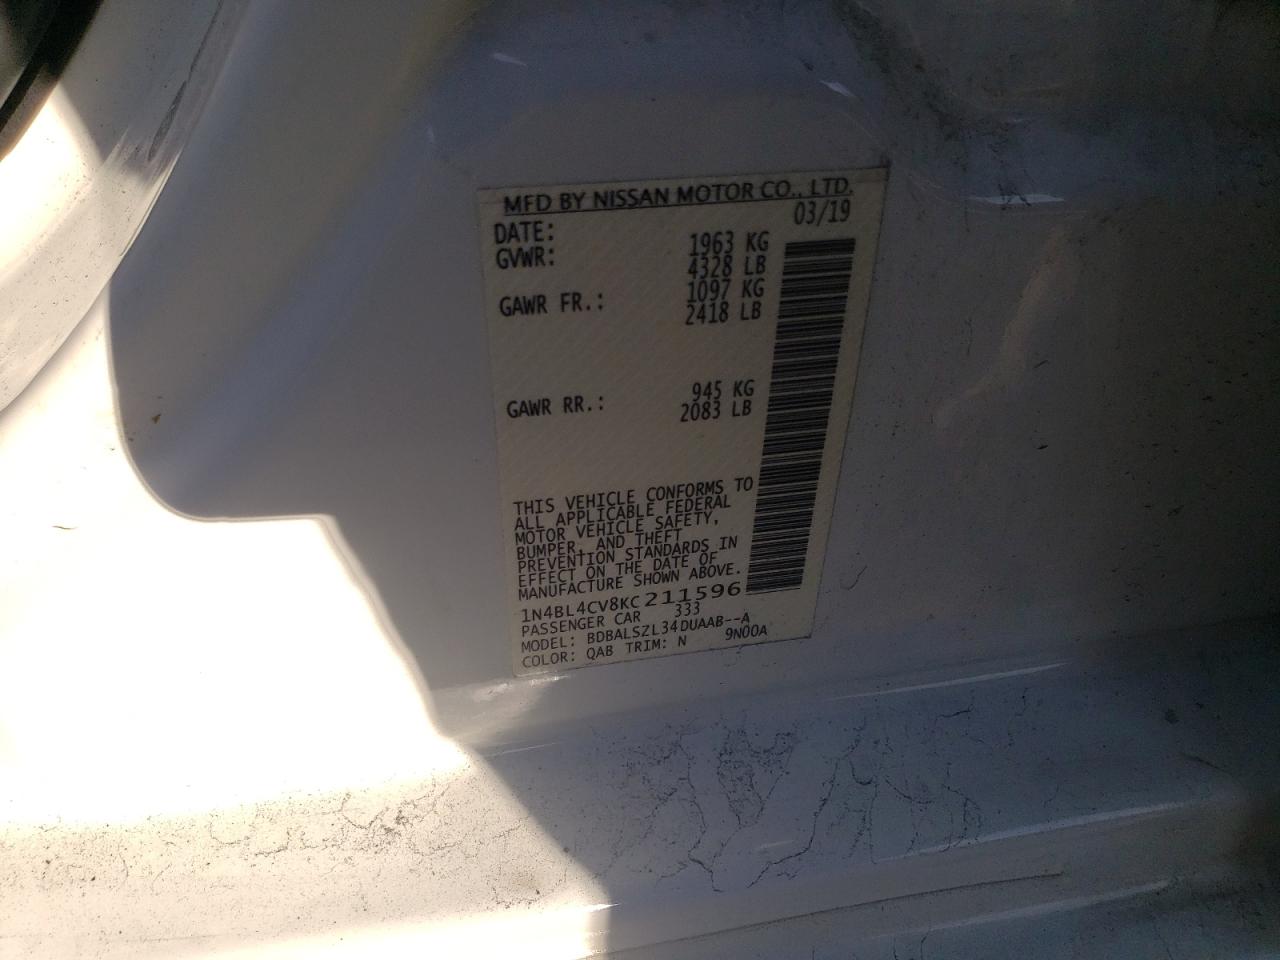 MFD BY NISSAN MOTOR CO., LTD.
DATE: 03/19
GVWR: 1963 KG
4328 LB
GAWR FR.: 1097 KG
2418 LB
GAWR RR.: 945 KG
2083 LB
THIS VEHICLE CONFORMS TO
ALL APPLICABLE FEDERAL
MOTOR VEHICLE SAFETY,
BUMPER, AND THEFT
PREVENTION STANDARDS IN
EFFECT ON THE DATE OF
MANUFACTURE SHOWN ABOVE.
1N4BL4CV8KC211596
PASSENGER CAR 333
MODEL: BDBALSZL34DUAAB--A
COLOR: QAB TRIM: N 9N00A